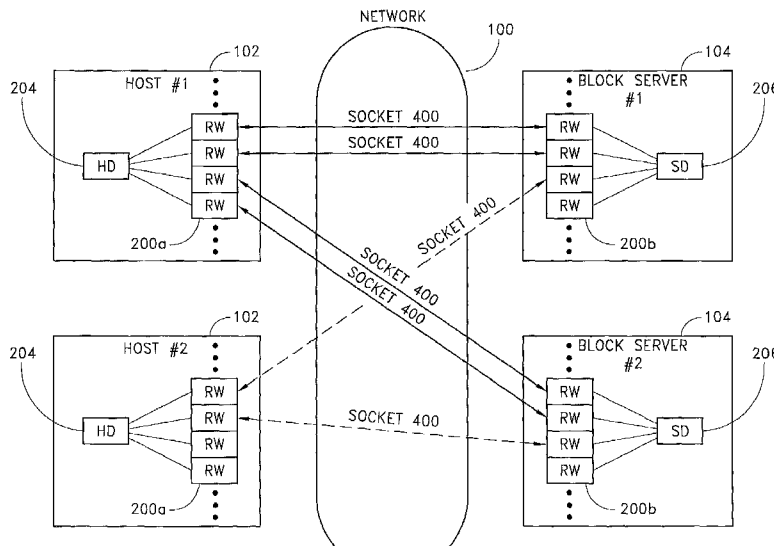 NETWORK
100
102
HOST #1
204
HD
RW
RW
RW
RW
200a
SOCKET 400
SOCKET 400
SOCKET 400
SOCKET 400
SOCKET 400
104
BLOCK SERVER
#1
206
RW
RW
RW
RW
SD
200b
102
HOST #2
204
HD
RW
RW
RW
RW
200a
SOCKET 400
104
BLOCK SERVER
#2
206
RW
RW
RW
RW
SD
200b